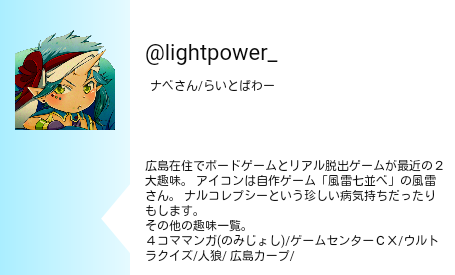 @lightpower_
ナベさん/らいとぱわー
広島在住でボードゲームとリアル脱出ゲームが最近の２
大趣味。 アイコンは自作ゲーム「風雷七並べ」の風雷
さん。 ナルコレプシーという珍しい病気持ちだったり
もします。
その他の趣味一覧。
４コママンガ(のみじょし)/ゲームセンターＣＸ/ウルト
ラクイズ/人狼/ 広島カープ/